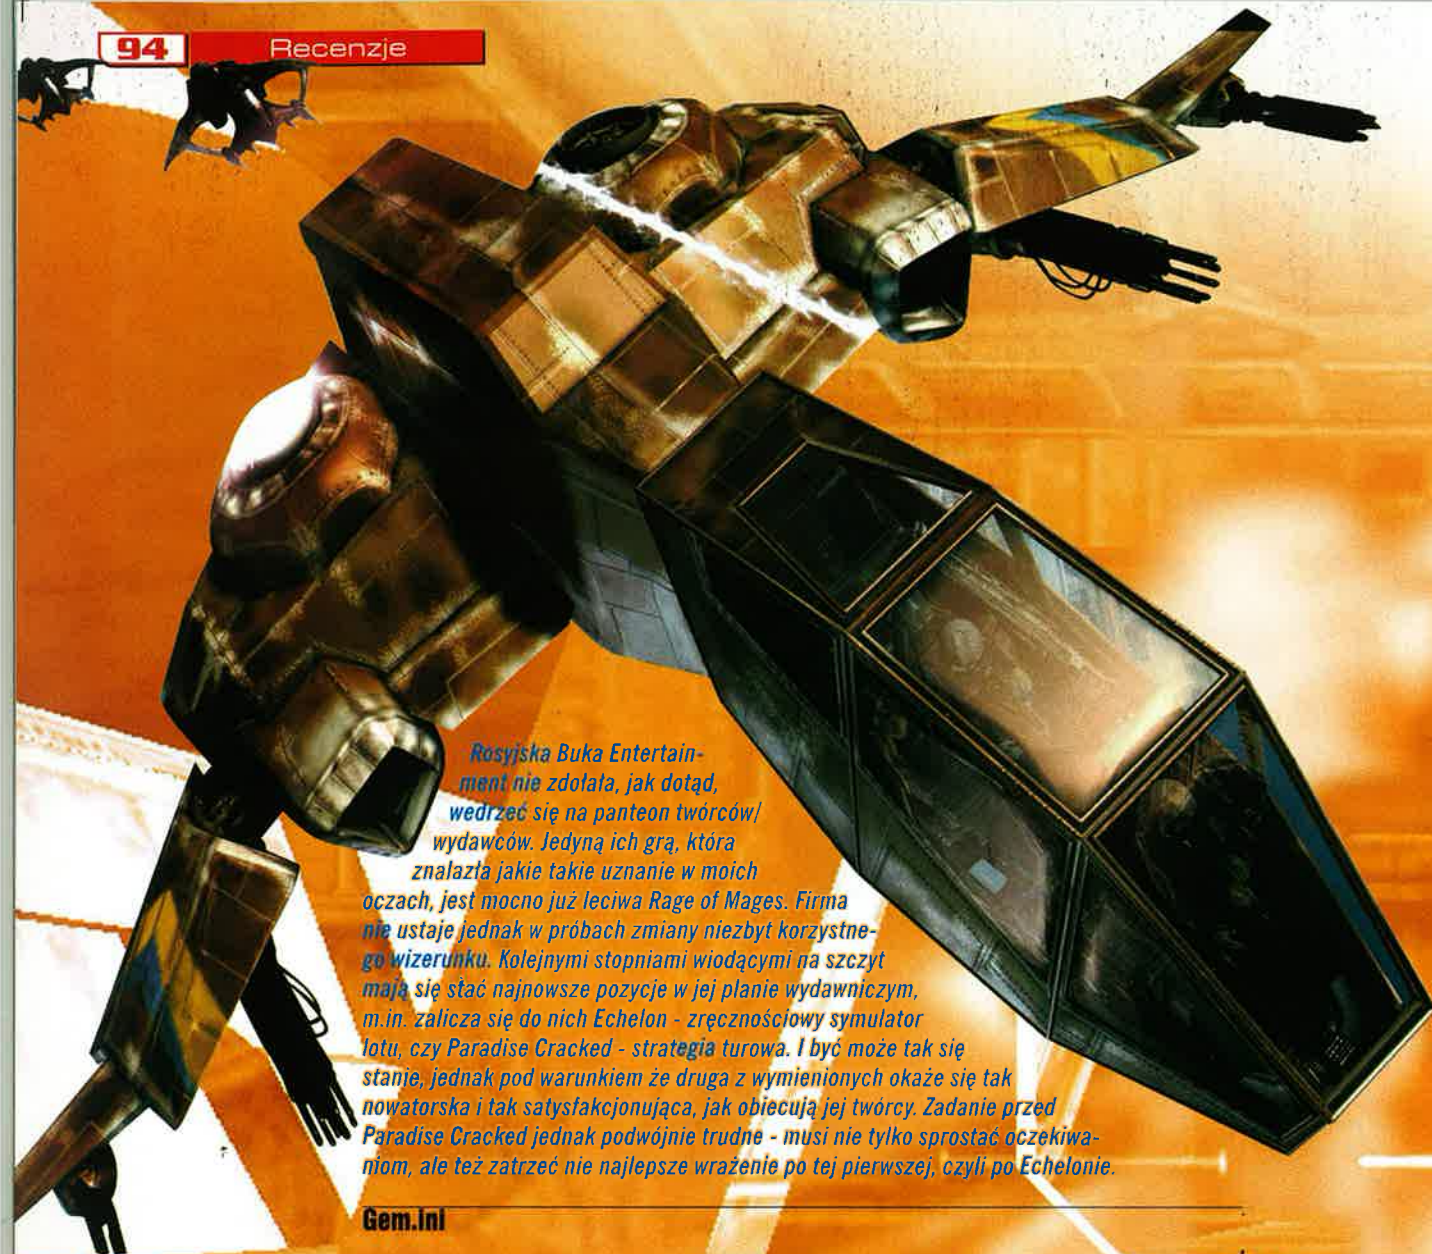 94 Recenzje
Rosyjska Buka Entertain-
ment nie zdołała, jak dotąd,
wedrzeć się na panteon twórców/
wydawców. Jedyną ich grą, która
znalazła jakie takie uznanie w moich
oczach, jest mocno już leciwa Rage of Mages. Firma
nie ustaje jednak w próbach zmiany niezbyt korzystne-
go wizerunku. Kolejnymi stopniami wiodącymi na szczyt
mają się stać najnowsze pozycje w jej planie wydawniczym,
m.in. zalicza się do nich Echelon - zręcznościowy symulator
lotu, czy Paradise Cracked - strategia turowa. I być może tak się
stanie, jednak pod warunkiem że druga z wymienionych okaże się tak
nowatorska i tak satysfakcjonująca, jak obiecują jej twórcy. Zadanie przed
Paradise Cracked jednak podwójnie trudne - musi nie tylko sprostać oczekiwa-
niom, ale też zatrzeć nie najlepsze wrażenie po tej pierwszej, czyli po Echelonie.
Gem.ini